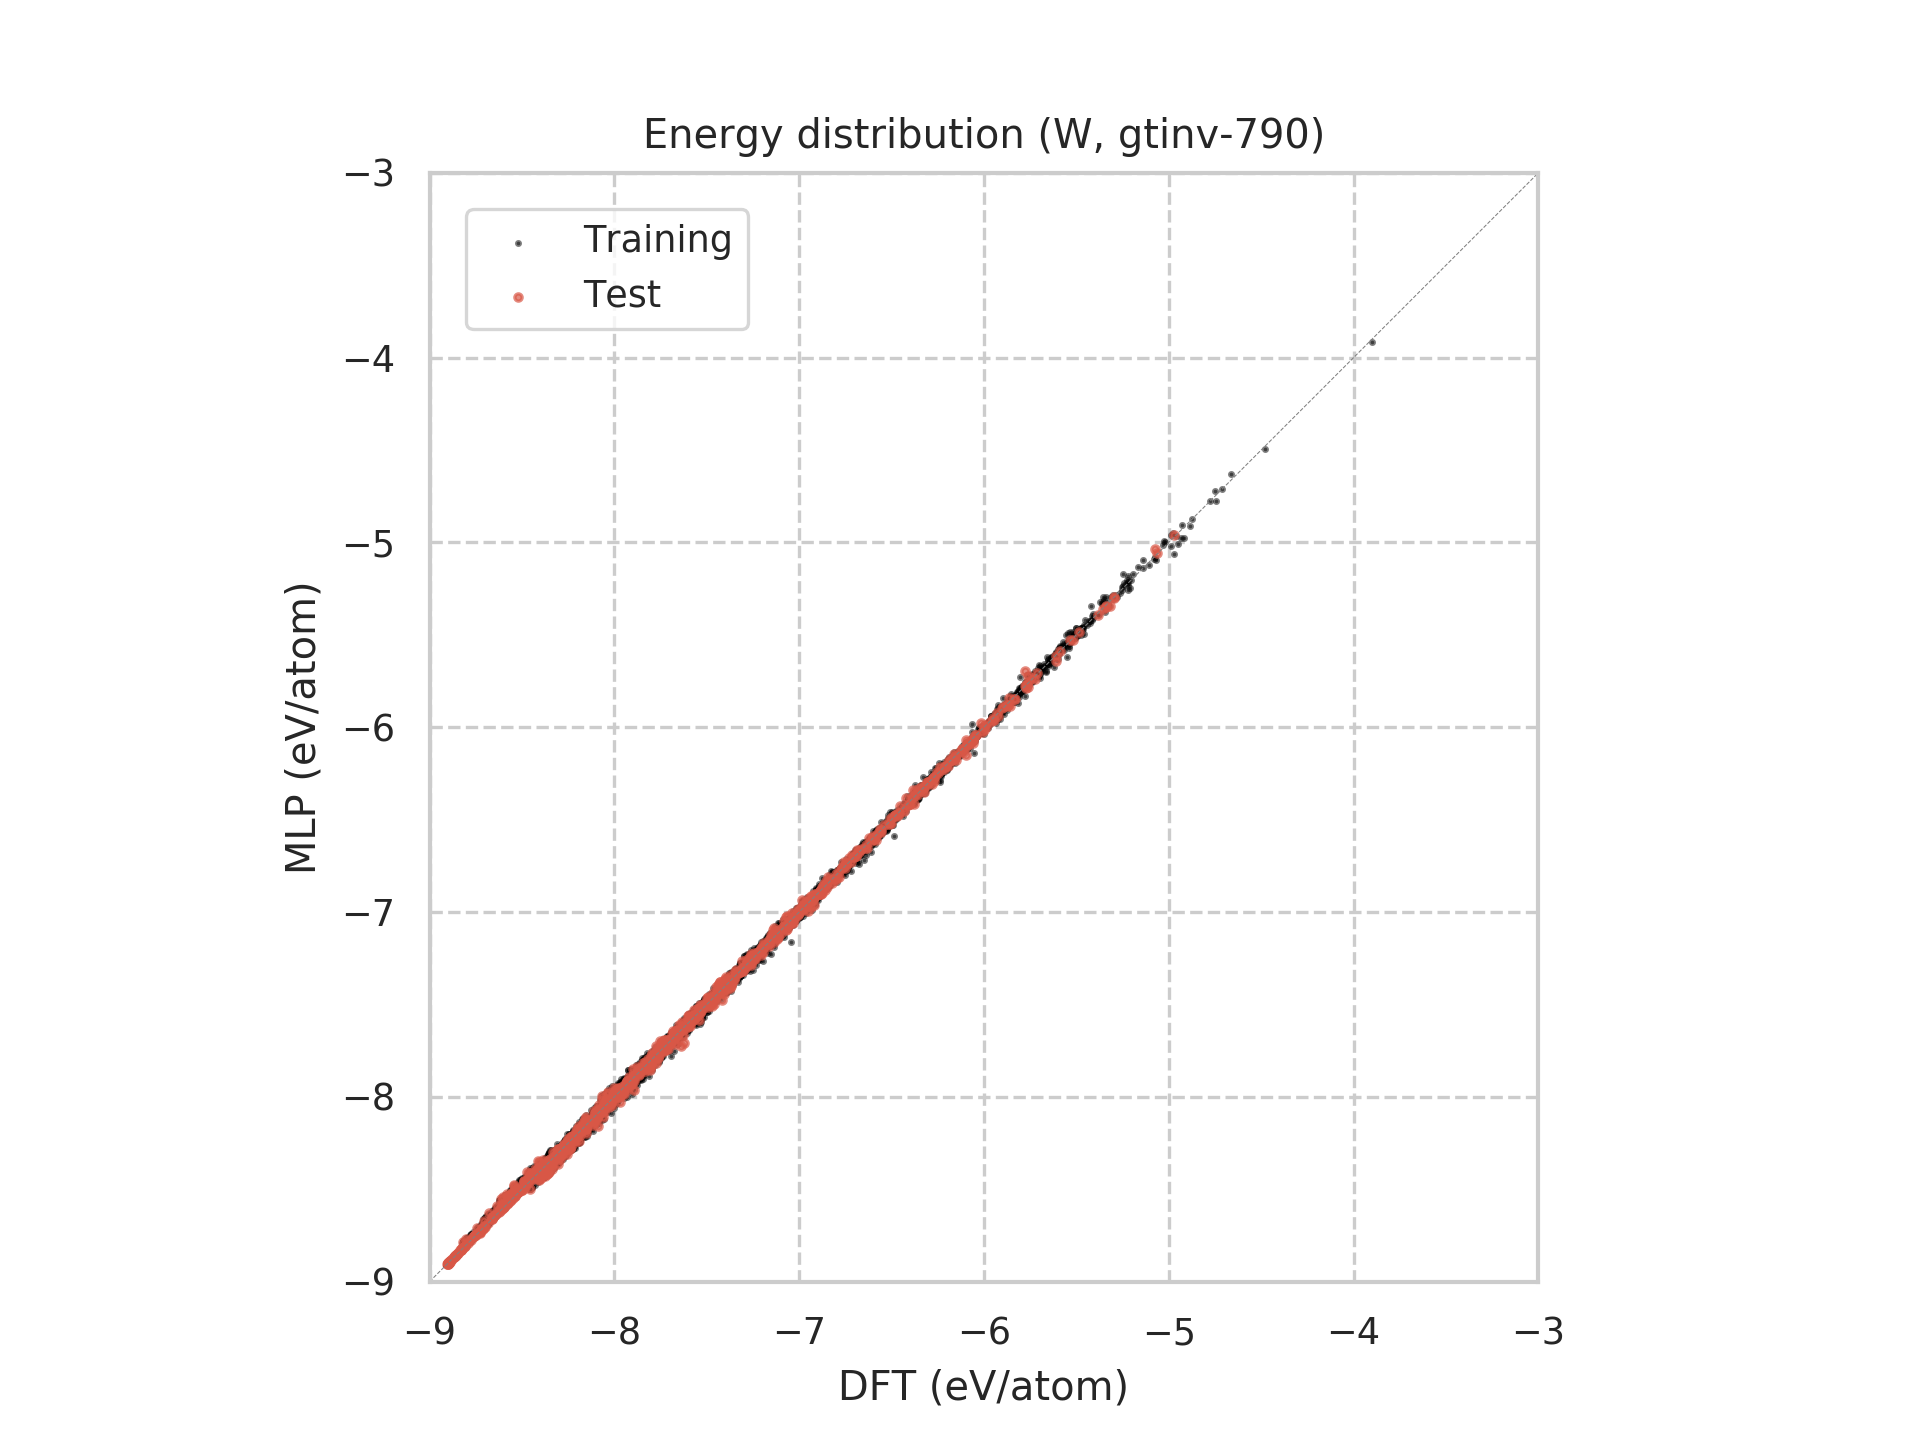 Energy distribution (W, gtinv-790)
Training
Test
−3
−4
−5
−6
−7
−8
−9
MLP (eV/atom)
−9 −8 −7 −6 −5 −4 −3
DFT (eV/atom)